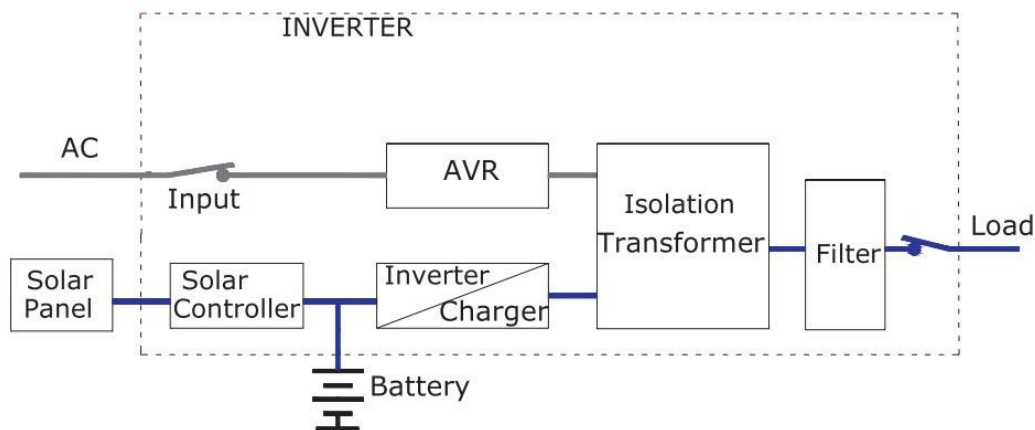 INVERTER
AC
Input
AVR
Isolation
Transformer
Filter
Load
Solar
Panel
Solar
Controller
Inverter
Charger
Battery